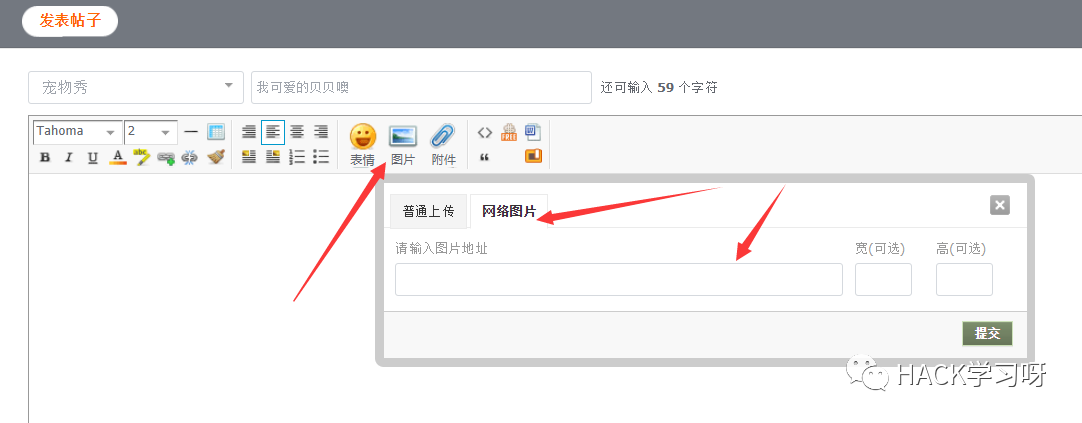 发表帖子
宠物秀 我可爱的贝贝噢 还可输入 59 个字符
Tahoma 2
B I U A abc
表情 图片 附件
普通上传 网络图片
请输入图片地址 宽(可选) 高(可选)
提交
HACK学习呀